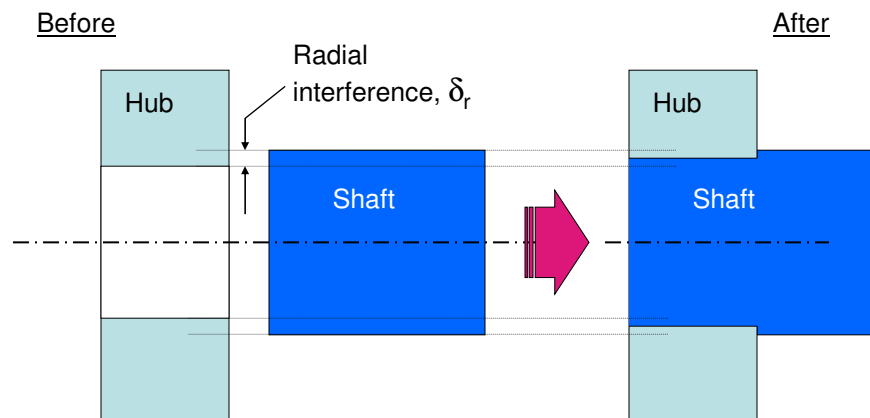 Before
After
Radial
interference, δr
Hub
Hub
Shaft
Shaft